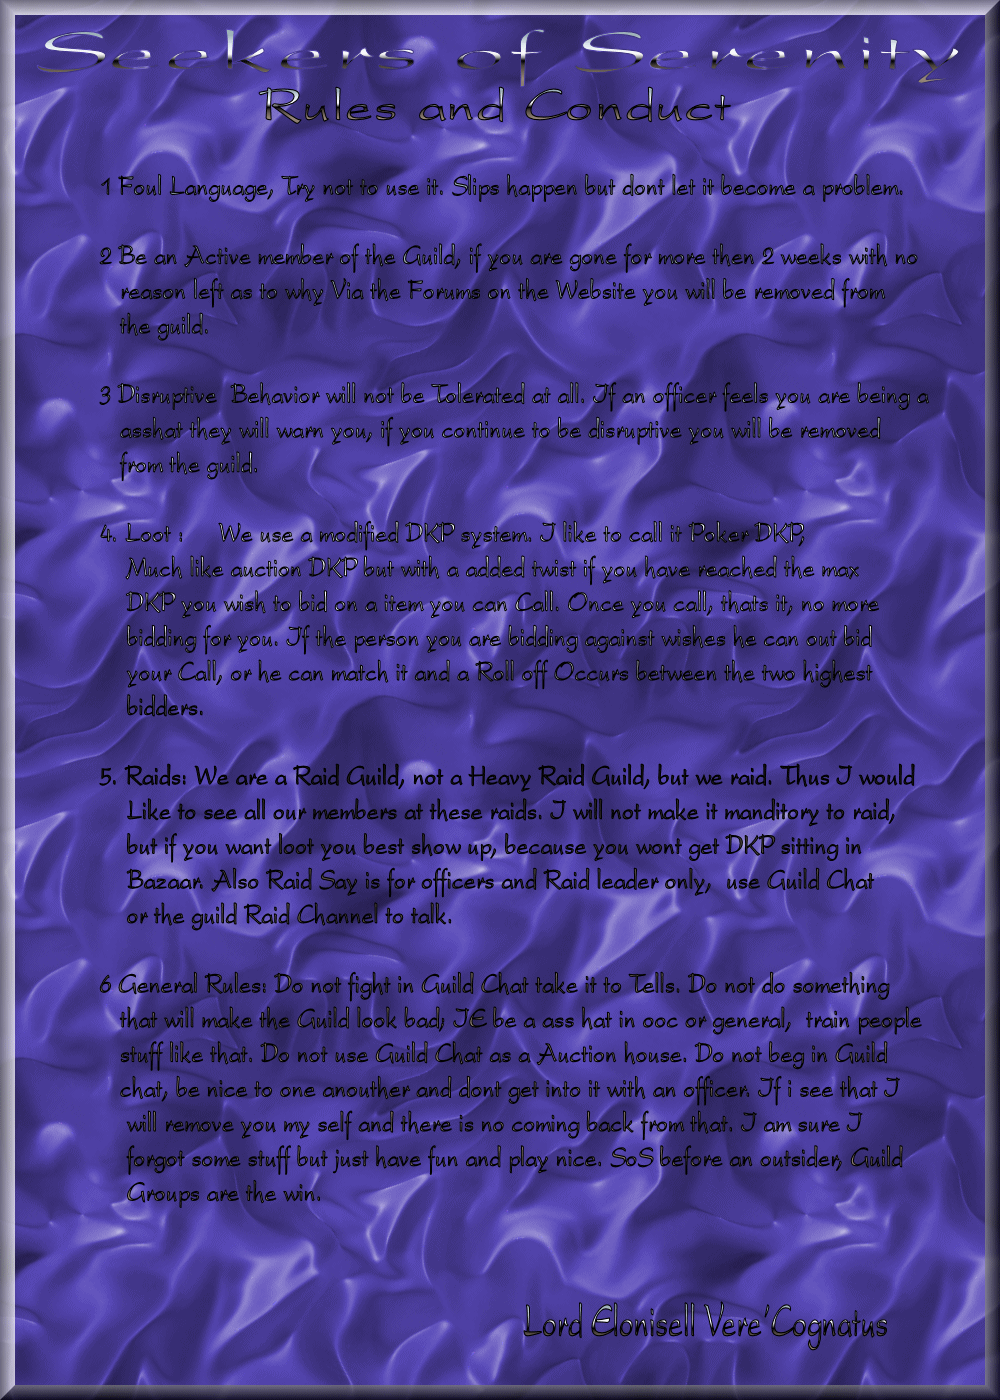 Seekers of Serenity
Rules and Conduct
1 Foul Language, Try not to use it. Slips happen but dont let it become a problem.
2 Be an Active member of the Guild, if you are gone for more then 2 weeks with no
reason left as to why Via the Forums on the Website you will be removed from
the guild.
3 Disruptive Behavior will not be Tolerated at all. If an officer feels you are being a
asshat they will warn you, if you continue to be disruptive you will be removed
from the guild.
4. Loot : We use a modified DKP system. I like to call it Poker DKP,
Much like auction DKP but with a added twist if you have reached the max
DKP you wish to bid on a item you can Call. Once you call, thats it, no more
bidding for you. If the person you are bidding against wishes he can out bid
your Call, or he can match it and a Roll off Occurs between the two highest
bidders.
5. Raids: We are a Raid Guild, not a Heavy Raid Guild, but we raid. Thus I would
Like to see all our members at these raids. I will not make it manditory to raid,
but if you want loot you best show up, because you wont get DKP sitting in
Bazaar. Also Raid Say is for officers and Raid leader only, use Guild Chat
or the guild Raid Channel to talk.
6 General Rules: Do not fight in Guild Chat take it to Tells. Do not do something
that will make the Guild look bad; IE be a ass hat in ooc or general, train people
stuff like that. Do not use Guild Chat as a Auction house. Do not beg in Guild
chat, be nice to one anouther and dont get into it with an officer. If i see that I
will remove you my self and there is no coming back from that. I am sure I
forgot some stuff but just have fun and play nice. SoS before an outsider, Guild
Groups are the win.
Lord Elonisell Vere'Cognatus